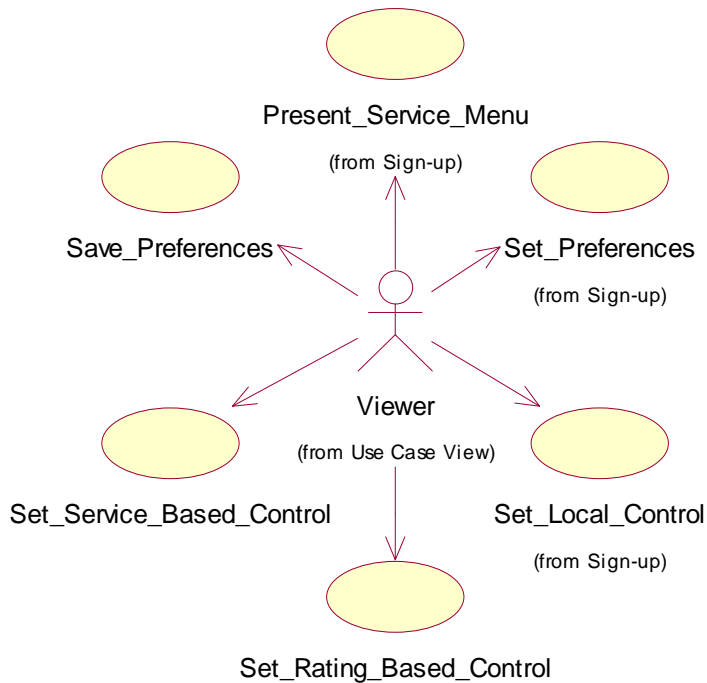 Present_Service_Menu
(from Sign-up)
Save_Preferences
Set_Preferences
(from Sign-up)
Viewer
(from Use Case View)
Set_Service_Based_Control
Set_Local_Control
(from Sign-up)
Set_Rating_Based_Control